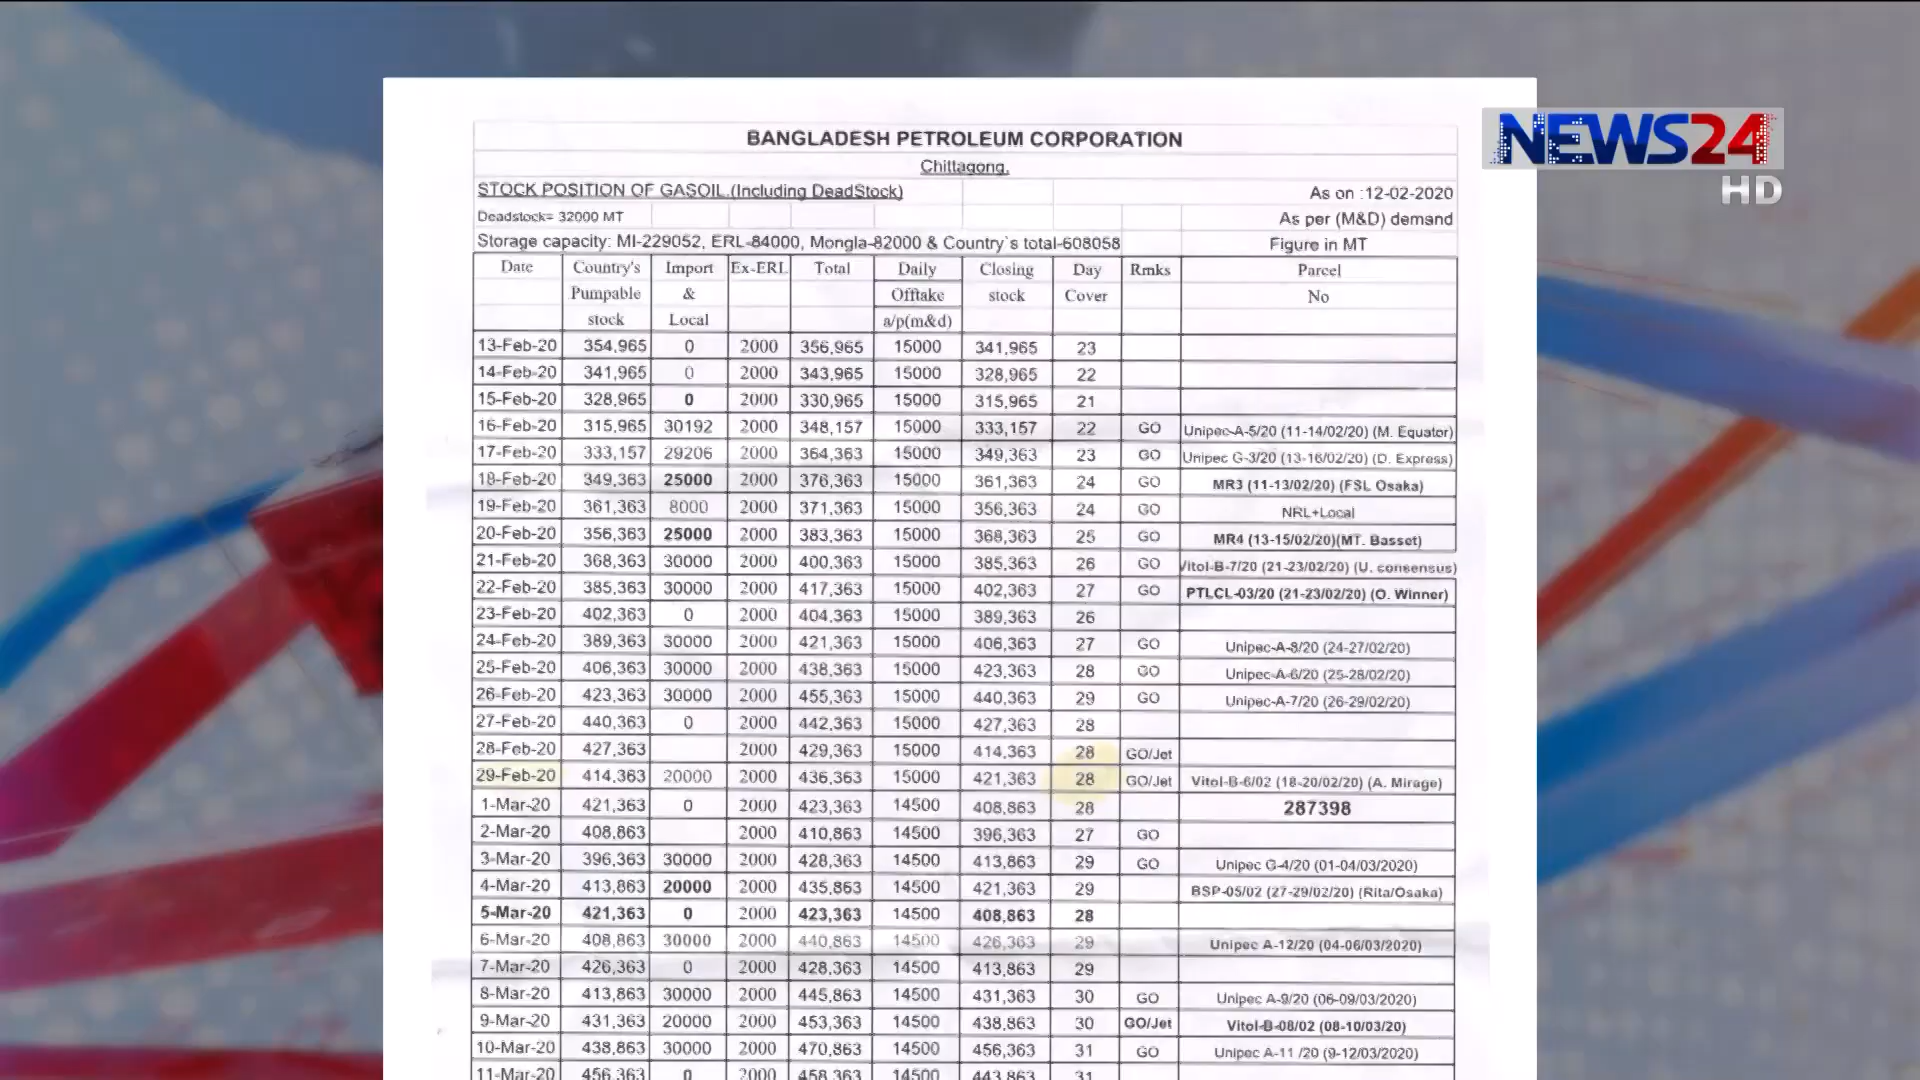 NEWS24
HD
BANGLADESH PETROLEUM CORPORATION
Chittagong.
STOCK POSITION OF GASOIL.(Including DeadStock) As on :12-02-2020
Deadstock= 32000 MT As per (M&D) demand
Storage capacity: MI-229052, ERL-84000, Mongla-82000 & Country`s total-608058 Figure in MT
Date Country's Import Ex-ERL Total Daily Closing Day Rmks Parcel
Pumpable & Offtake stock Cover No
stock Local a/p(m&d)
13-Feb-20 354,965 0 2000 356,965 15000 341,965 23
14-Feb-20 341,965 0 2000 343,965 15000 328,965 22
15-Feb-20 328,965 0 2000 330,965 15000 315,965 21
16-Feb-20 315,965 30192 2000 348,157 15000 333,157 22 GO Unipec-A-5/20 (11-14/02/20) (M. Equator)
17-Feb-20 333,157 29206 2000 364,363 15000 349,363 23 GO Unipec G-3/20 (13-16/02/20) (D. Express)
18-Feb-20 349,363 25000 2000 376,363 15000 361,363 24 GO MR3 (11-13/02/20) (FSL Osaka)
19-Feb-20 361,363 8000 2000 371,363 15000 356,363 24 GO NRL+Local
20-Feb-20 356,363 25000 2000 383,363 15000 368,363 25 GO MR4 (13-15/02/20)(MT. Basset)
21-Feb-20 368,363 30000 2000 400,363 15000 385,363 26 GO Vitol-B-7/20 (21-23/02/20) (U. consensus)
22-Feb-20 385,363 30000 2000 417,363 15000 402,363 27 GO PTLCL-03/20 (21-23/02/20) (O. Winner)
23-Feb-20 402,363 0 2000 404,363 15000 389,363 26
24-Feb-20 389,363 30000 2000 421,363 15000 406,363 27 GO Unipec-A-8/20 (24-27/02/20)
25-Feb-20 406,363 30000 2000 438,363 15000 423,363 28 GO Unipec-A-6/20 (25-28/02/20)
26-Feb-20 423,363 30000 2000 455,363 15000 440,363 29 GO Unipec-A-7/20 (26-29/02/20)
27-Feb-20 440,363 0 2000 442,363 15000 427,363 28
28-Feb-20 427,363 2000 429,363 15000 414,363 28 GO/Jet
29-Feb-20 414,363 20000 2000 436,363 15000 421,363 28 GO/Jet Vitol-B-6/02 (18-20/02/20) (A. Mirage)
1-Mar-20 421,363 0 2000 423,363 14500 408,863 28 287398
2-Mar-20 408,863 2000 410,863 14500 396,363 27 GO
3-Mar-20 396,363 30000 2000 428,363 14500 413,863 29 GO Unipec G-4/20 (01-04/03/2020)
4-Mar-20 413,863 20000 2000 435,863 14500 421,363 29 BSP-05/02 (27-29/02/20) (Rita/Osaka)
5-Mar-20 421,363 0 2000 423,363 14500 408,863 28
6-Mar-20 408,863 30000 2000 440,863 14500 426,363 29 Unipec A-12/20 (04-06/03/2020)
7-Mar-20 426,363 0 2000 428,363 14500 413,863 29
8-Mar-20 413,863 30000 2000 445,863 14500 431,363 30 GO Unipec A-9/20 (06-09/03/2020)
9-Mar-20 431,363 20000 2000 453,363 14500 438,863 30 GO/Jet Vitol-B-08/02 (08-10/03/20)
10-Mar-20 438,863 30000 2000 470,863 14500 456,363 31 GO Unipec A-11 /20 (9-12/03/2020)
11-Mar-20 456,363 0 2000 458,363 14500 443,863 31